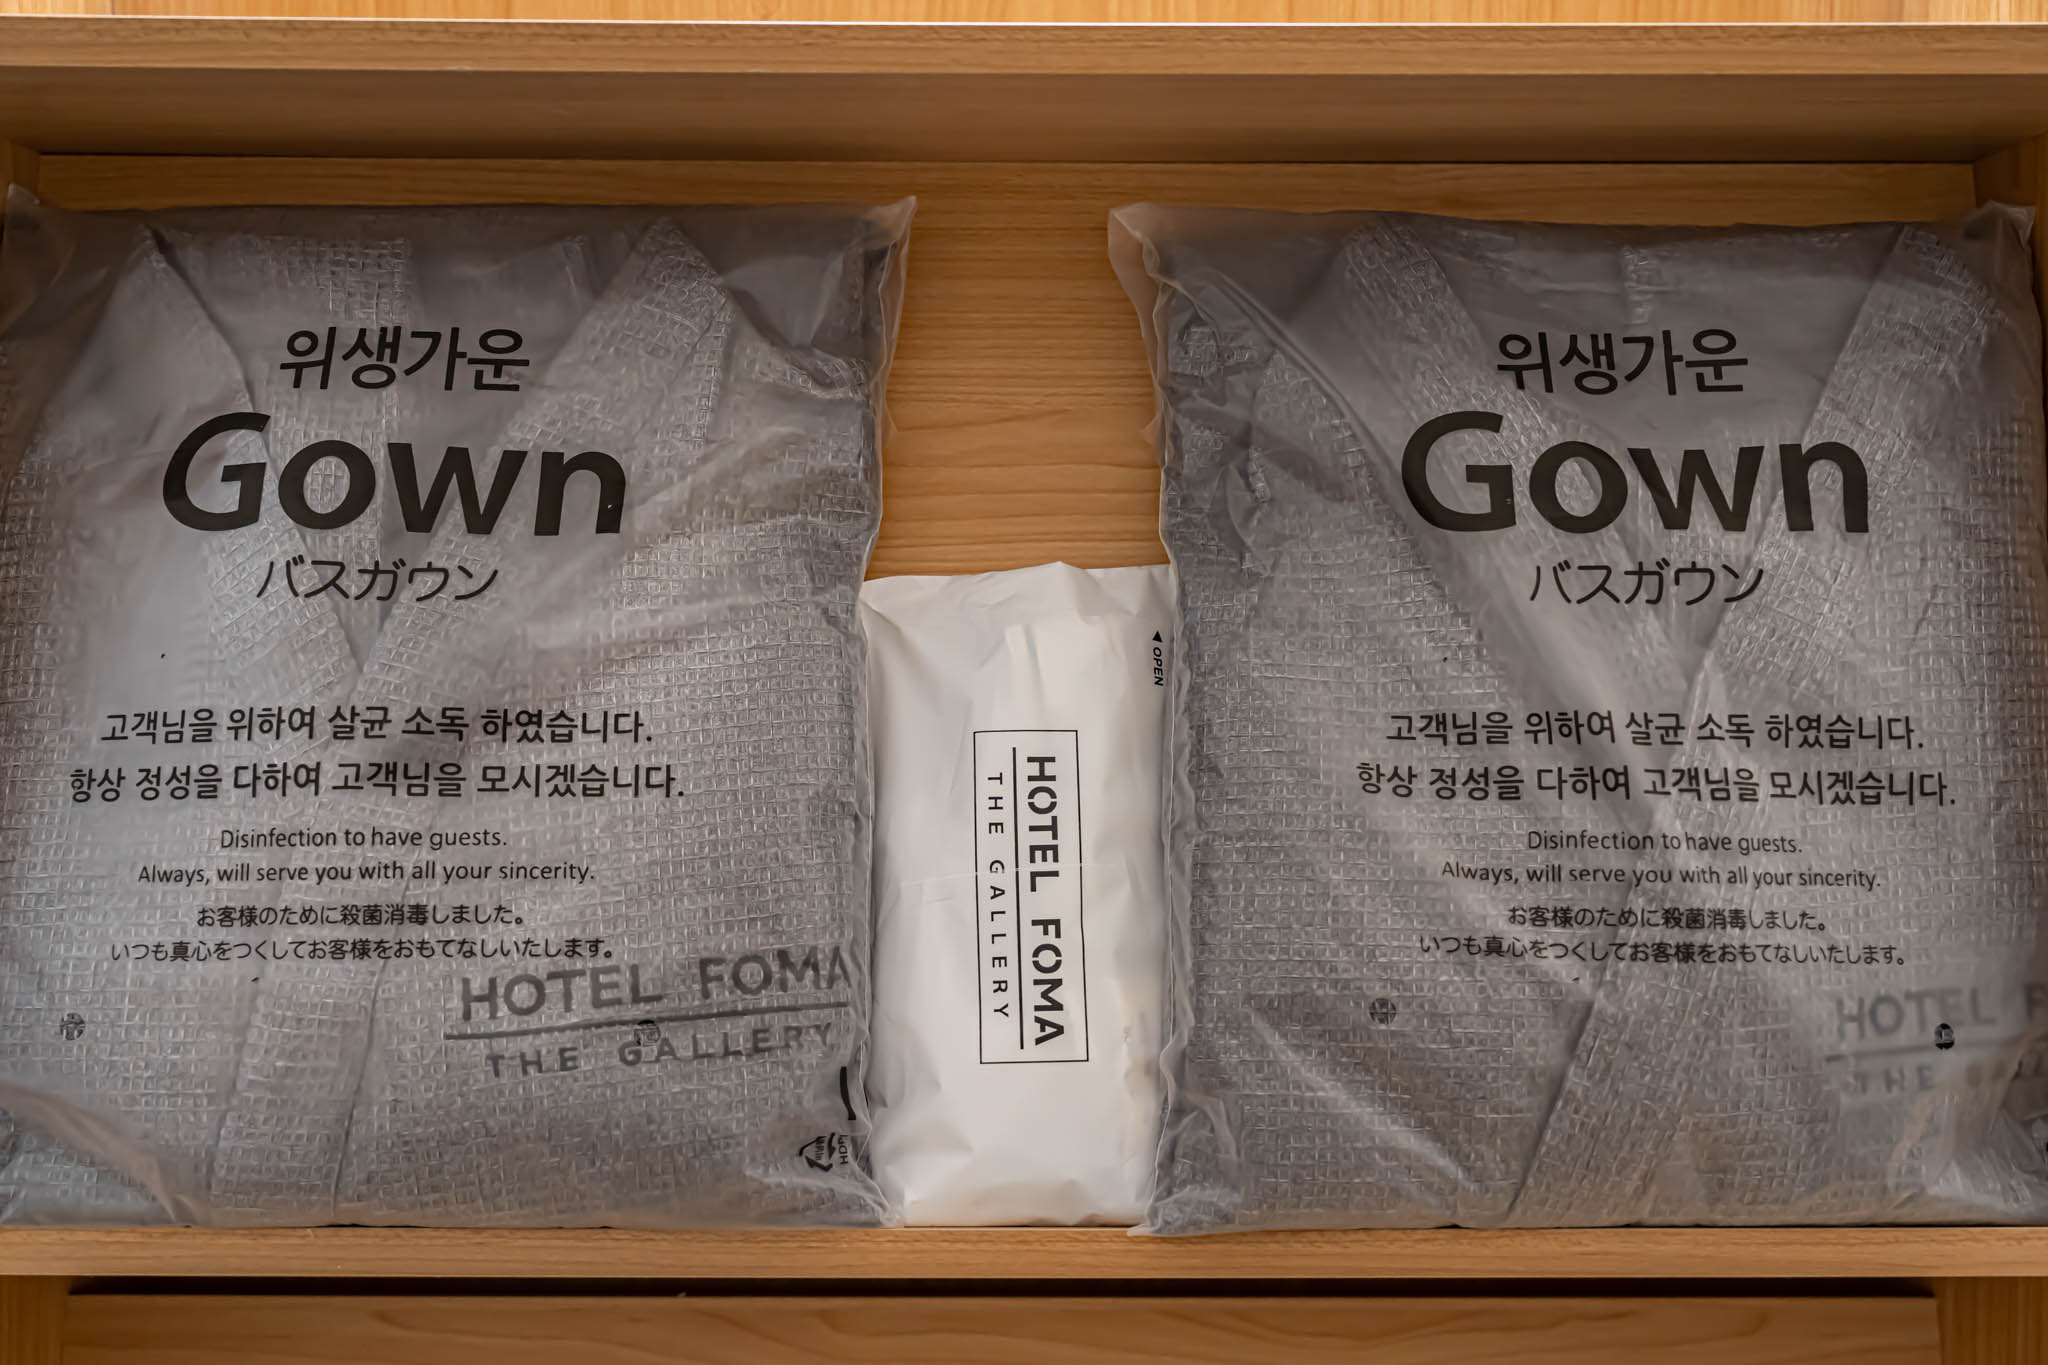 위생가운
Gown
バスガウン
고객님을 위하여 살균 소독 하였습니다.
항상 정성을 다하여 고객님을 모시겠습니다.
Disinfection to have guests.
Always, will serve you with all your sincerity.
お客様のために殺菌消毒しました。
いつも真心をつくしてお客様をおもてなしいたします。
HOTEL FOMA
THE GALLERY
◀ OPEN
HOTEL FOMA
THE GALLERY
위생가운
Gown
バスガウン
고객님을 위하여 살균 소독 하였습니다.
항상 정성을 다하여 고객님을 모시겠습니다.
Disinfection to have guests.
Always, will serve you with all your sincerity.
お客様のために殺菌消毒しました。
いつも真心をつくしてお客様をおもてなしいたします。
HOTEL F
THE